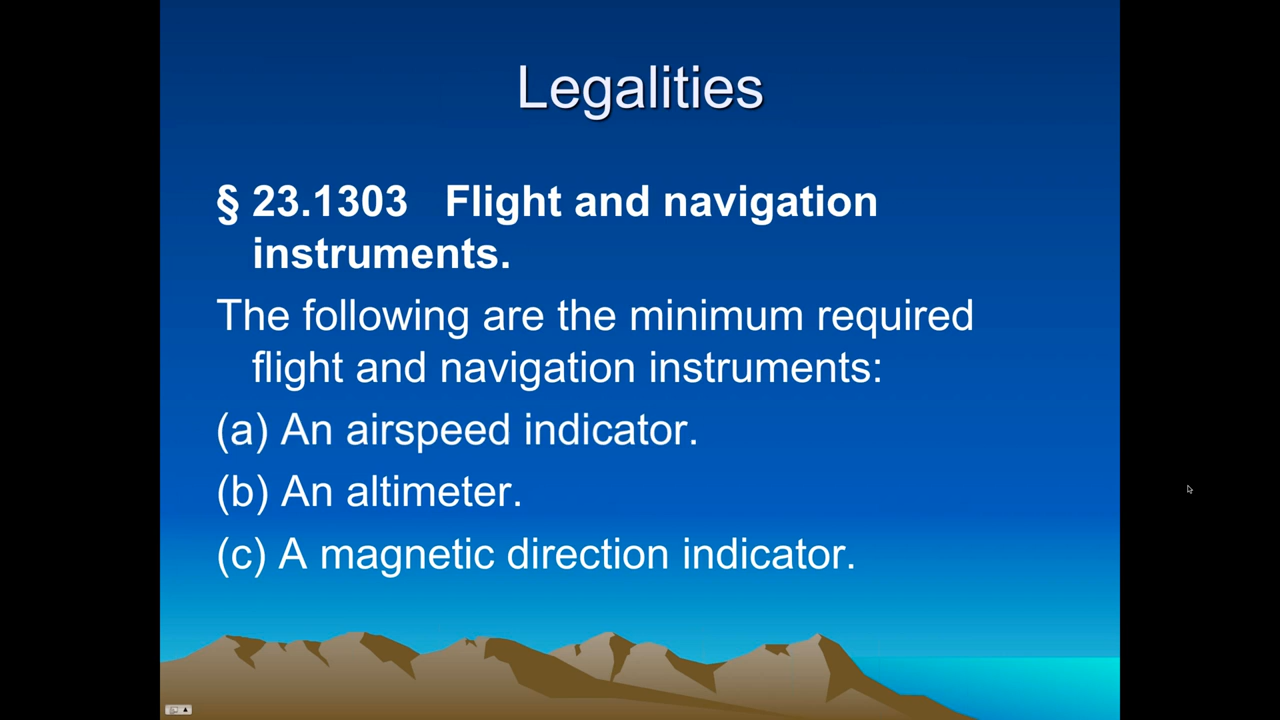 Legalities
§ 23.1303   Flight and navigation
instruments.
The following are the minimum required
flight and navigation instruments:
(a) An airspeed indicator.
(b) An altimeter.
(c) A magnetic direction indicator.